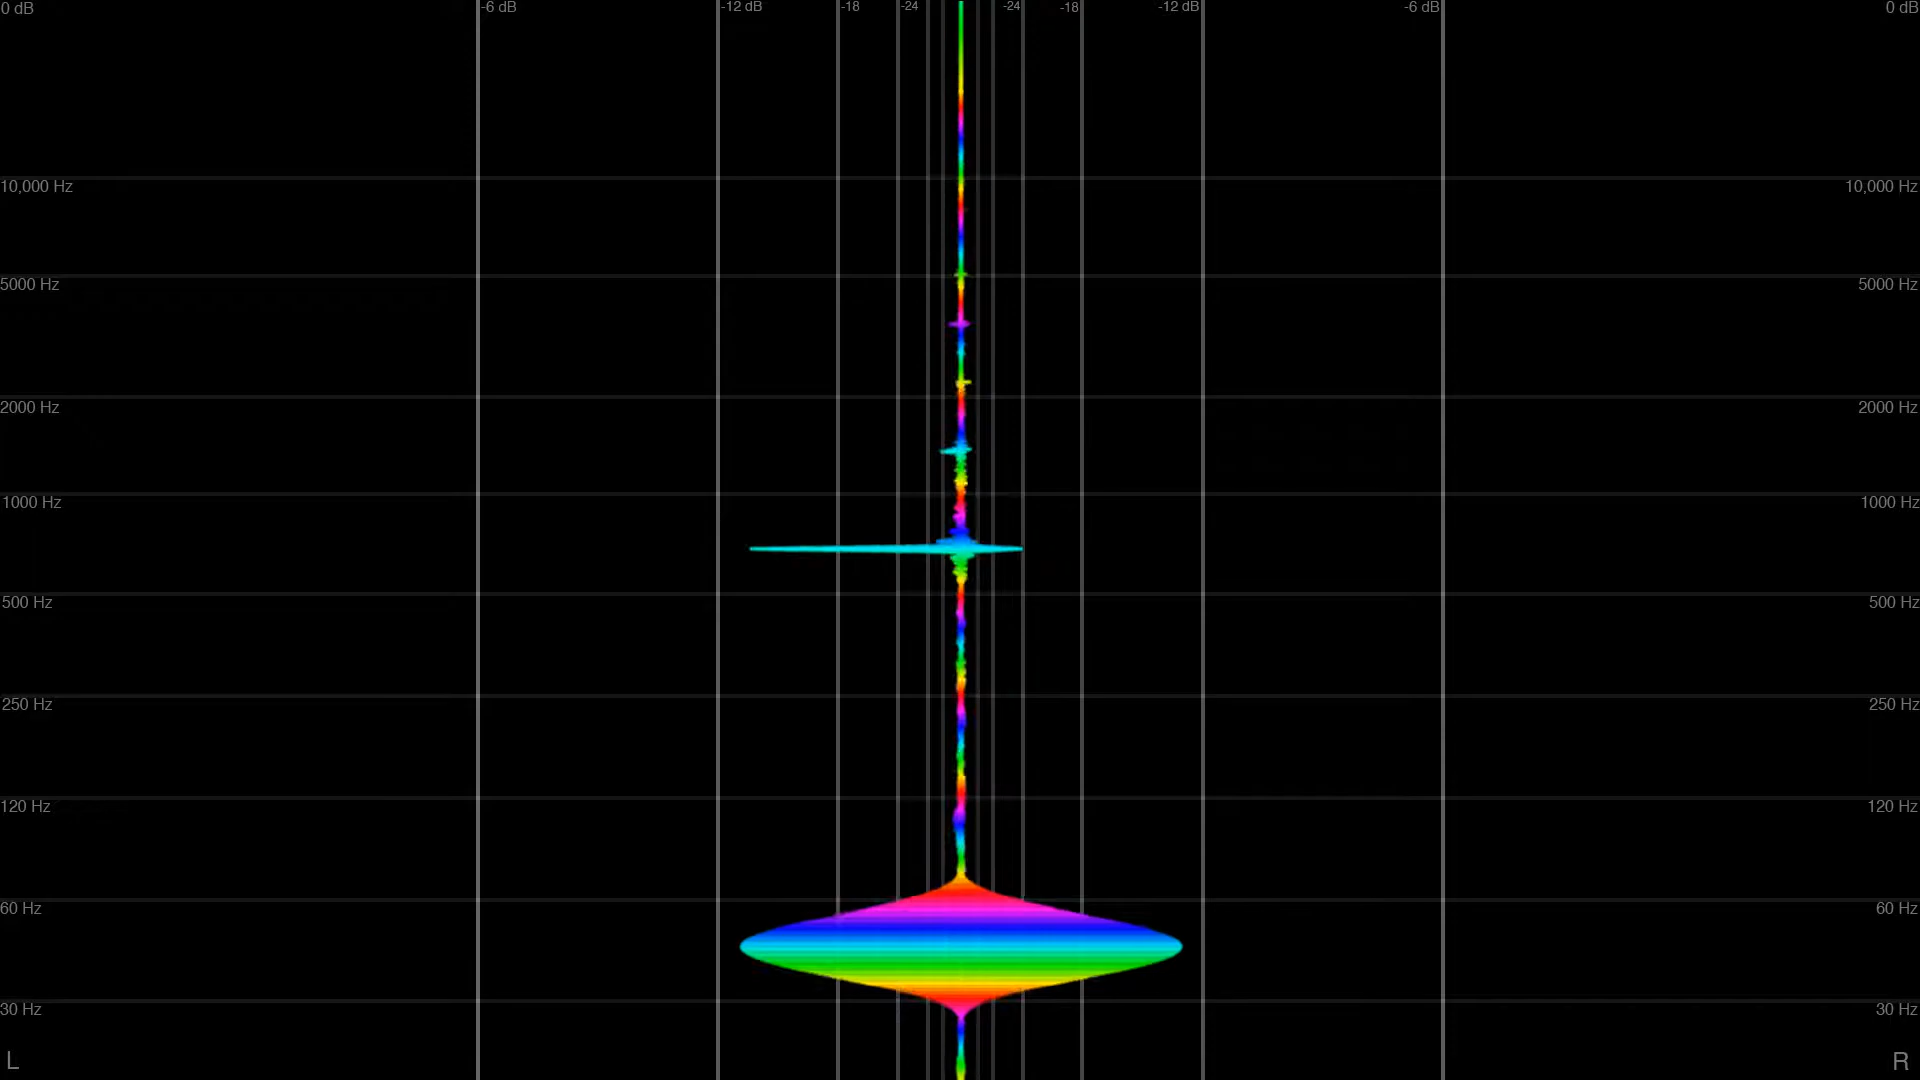 0 dB -6 dB -12 dB -18 -24 -24 -18 -12 dB -6 dB 0 dB
10,000 Hz 10,000 Hz
5000 Hz 5000 Hz
2000 Hz 2000 Hz
1000 Hz 1000 Hz
500 Hz 500 Hz
250 Hz 250 Hz
120 Hz 120 Hz
60 Hz 60 Hz
30 Hz 30 Hz
L R